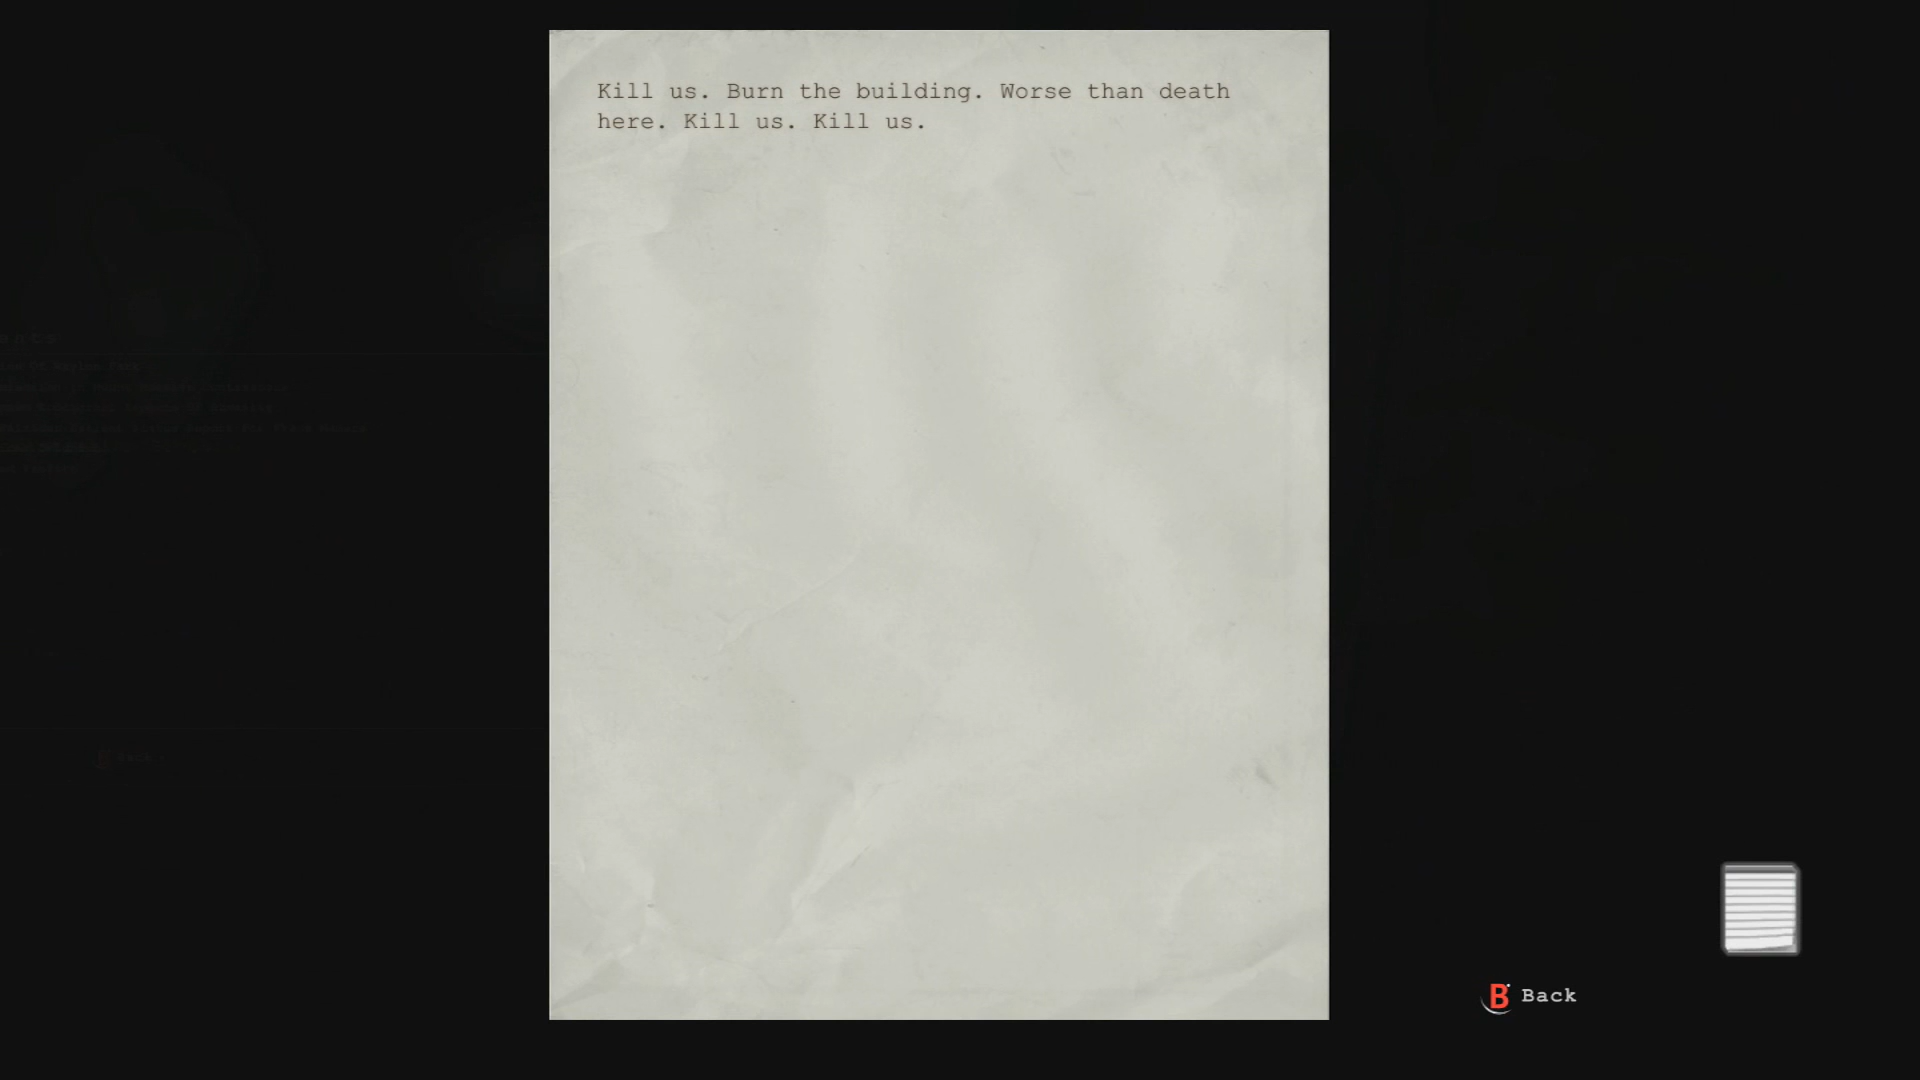 Kill us. Burn the building. Worse than death
here. Kill us. Kill us.
B Back